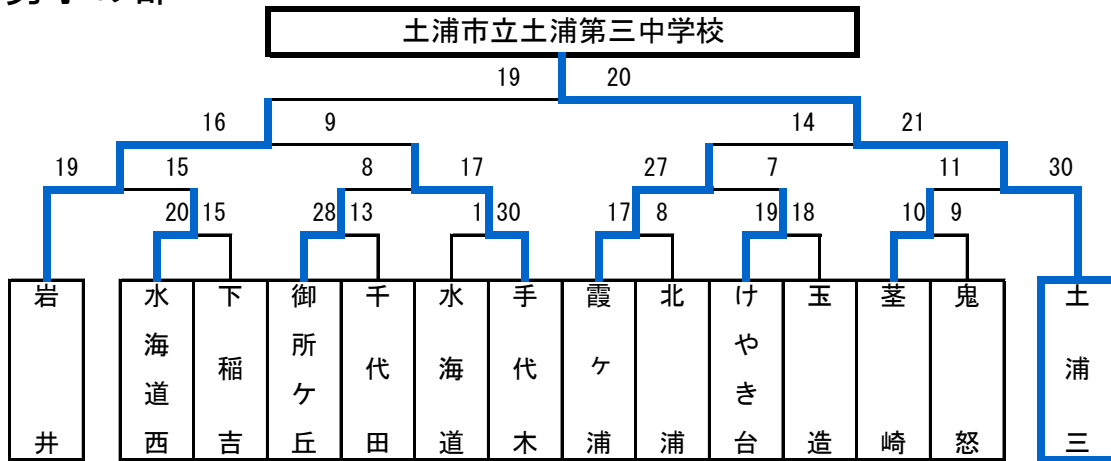 土浦市立土浦第三中学校
19 20
16 9 14 21
19 15 8 17 27 7 11 30
20 15 28 13 1 30 17 8 19 18 10 9
岩井
水海道西
下稲吉
御所ケ丘
千代田
水海道
手代木
霞ヶ浦
北浦
けやき台
玉造
茎崎
鬼怒
土浦三